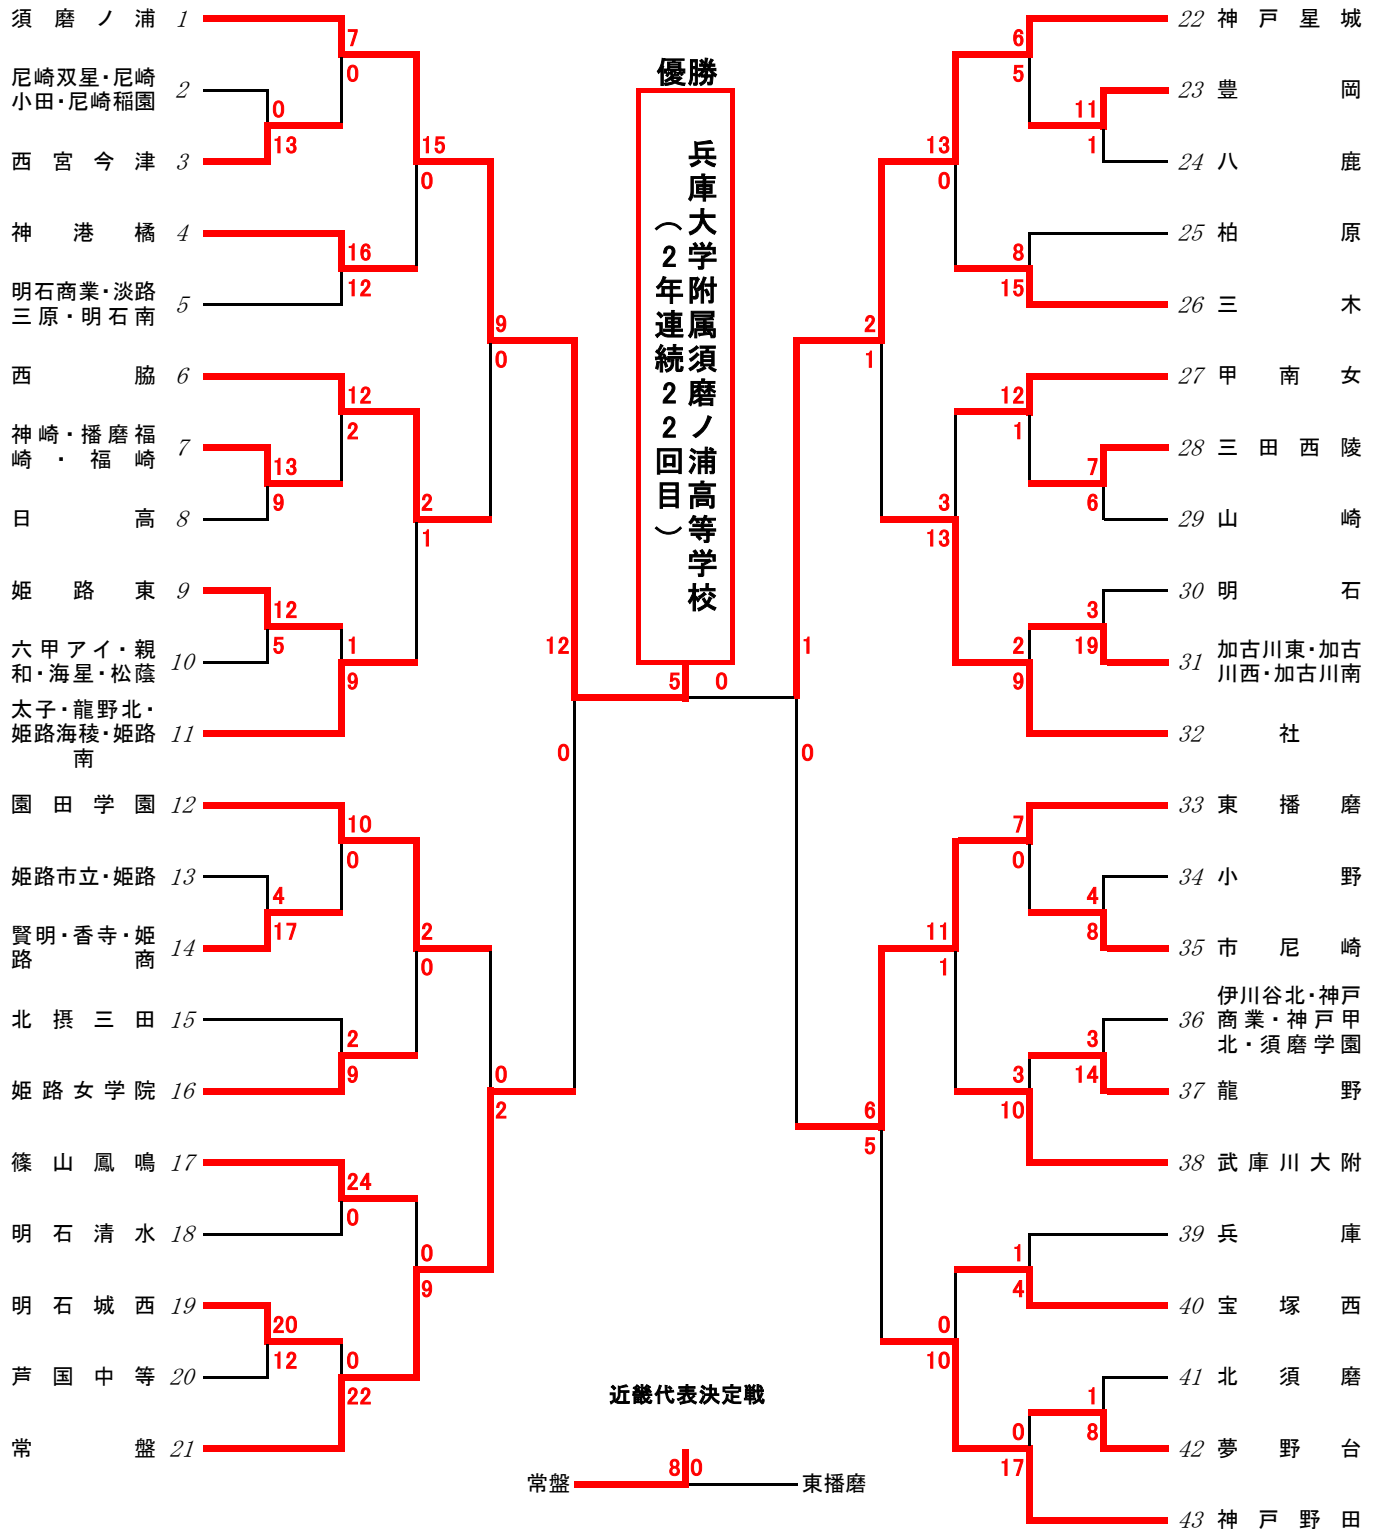 優勝
兵庫大学附属須磨ノ浦高等学校
（２年連続２２回目）
須磨ノ浦 1
尼崎双星・尼崎
小田・尼崎稲園 2
西宮今津 3
神港橘 4
明石商業・淡路
三原・明石南 5
西脇 6
神崎・播磨福
崎・福崎 7
日高 8
姫路東 9
六甲アイ・親
和・海星・松蔭 10
太子・龍野北・
姫路海稜・姫路
南 11
園田学園 12
姫路市立・姫路 13
賢明・香寺・姫
路商 14
北摂三田 15
姫路女学院 16
篠山鳳鳴 17
明石清水 18
明石城西 19
芦国中等 20
常盤 21
7
0
0
13
15
0
16
12
9
0
12
2
13
9
2
1
12
5
1
9
12
0
10
0
4
17
2
0
2
9
0
2
24
0
0
9
20
12
0
22
5 0
22 神戸星城
23 豊岡
24 八鹿
25 柏原
26 三木
27 甲南女
28 三田西陵
29 山崎
30 明石
31 加古川東・加古
川西・加古川南
32 社
33 東播磨
34 小野
35 市尼崎
伊川谷北・神戸
36 商業・神戸甲
北・須磨学園
37 龍野
38 武庫川大附
39 兵庫
40 宝塚西
41 北須磨
42 夢野台
43 神戸野田
6
5
11
1
13
0
8
15
2
1
12
1
7
6
3
13
3
19
2
9
1
0
7
0
4
8
11
1
3
14
3
10
6
5
1
4
0
10
1
8
0
17
近畿代表決定戦
常盤 8 0 東播磨